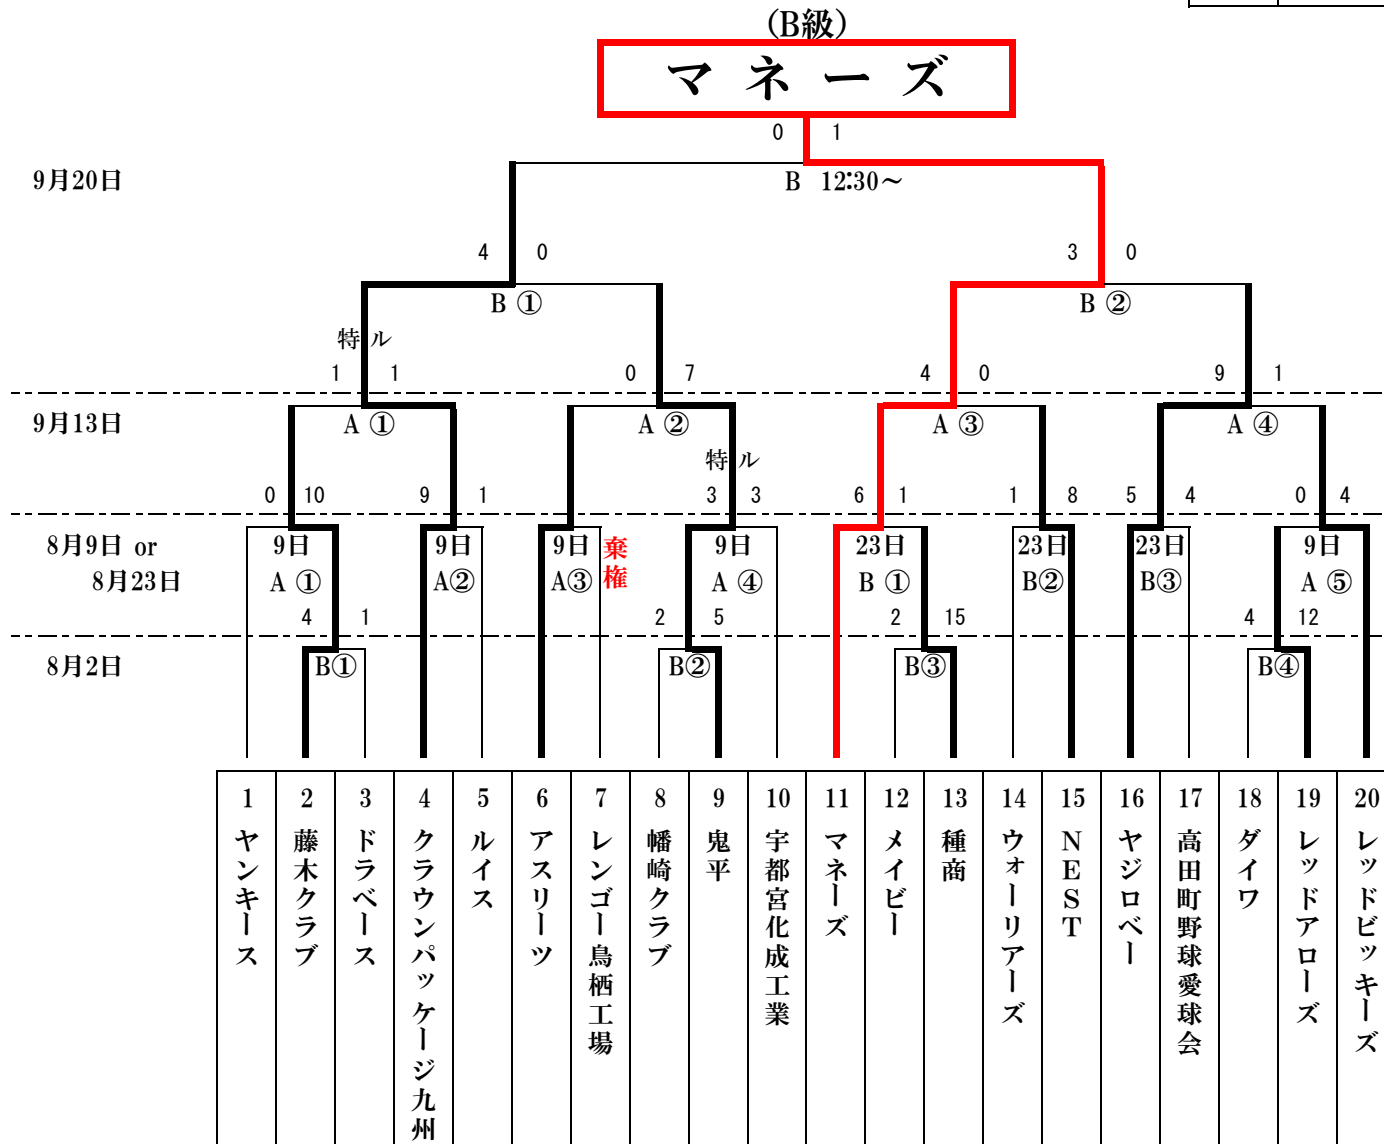 (B級)
マネーズ
0 1
9月20日
B 12:30～
4 0 3 0
B ① B ②
特ル
1 1 0 7 4 0 9 1
9月13日
A ① A ② A ③ A ④
特ル
0 10 9 1 3 3 6 1 1 8 5 4 0 4
8月9日 or
8月23日
9日 9日 9日 棄権 9日 23日 23日 23日 9日
A ① A② A③ A ④ B ① B② B③ A ⑤
4 1 2 5 2 15 4 12
8月2日
B① B② B③ B④
1 ヤンキース
2 藤木クラブ
3 ドラベース
4 クラウンパッケージ九州
5 ルイス
6 アスリーツ
7 レンゴー鳥栖工場
8 幡崎クラブ
9 鬼平
10 宇都宮化成工業
11 マネーズ
12 メイビー
13 種商
14 ウォーリアーズ
15 NEST
16 ヤジロベー
17 高田町野球愛球会
18 ダイワ
19 レッドアローズ
20 レッドビッキーズ